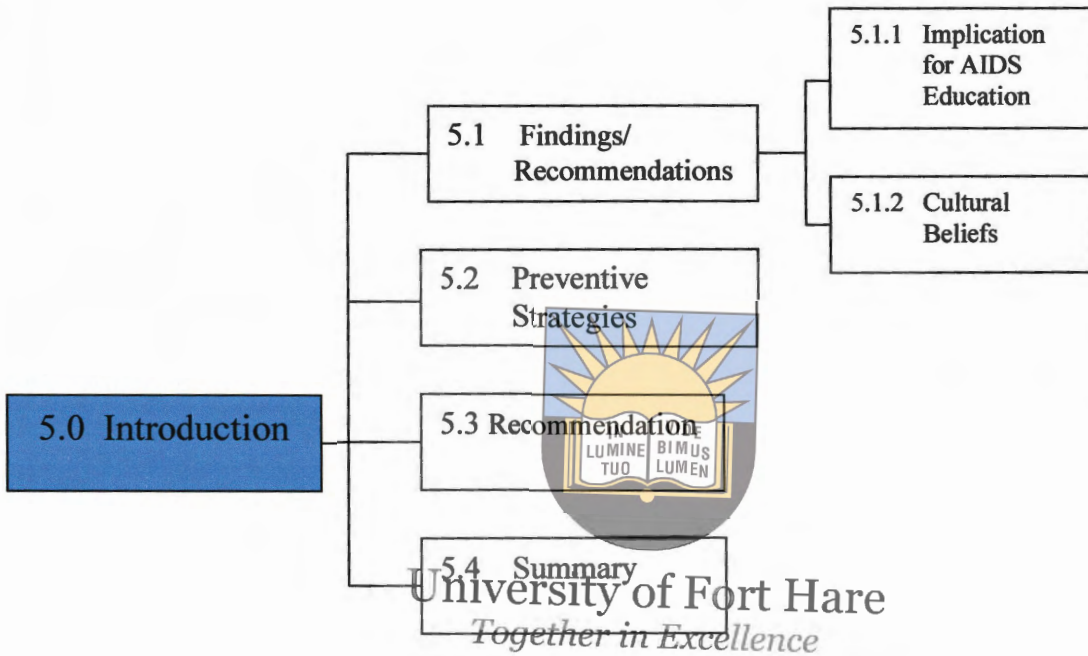 5.1.1 Implication
for AIDS
Education
5.1 Findings/
Recommendations
5.1.2 Cultural
Beliefs
5.2 Preventive
Strategies
5.0 Introduction
5.3 Recommendation
LUMINE
TUO
BIMUS
LUMEN
5.4 Summary
University of Fort Hare
Together in Excellence